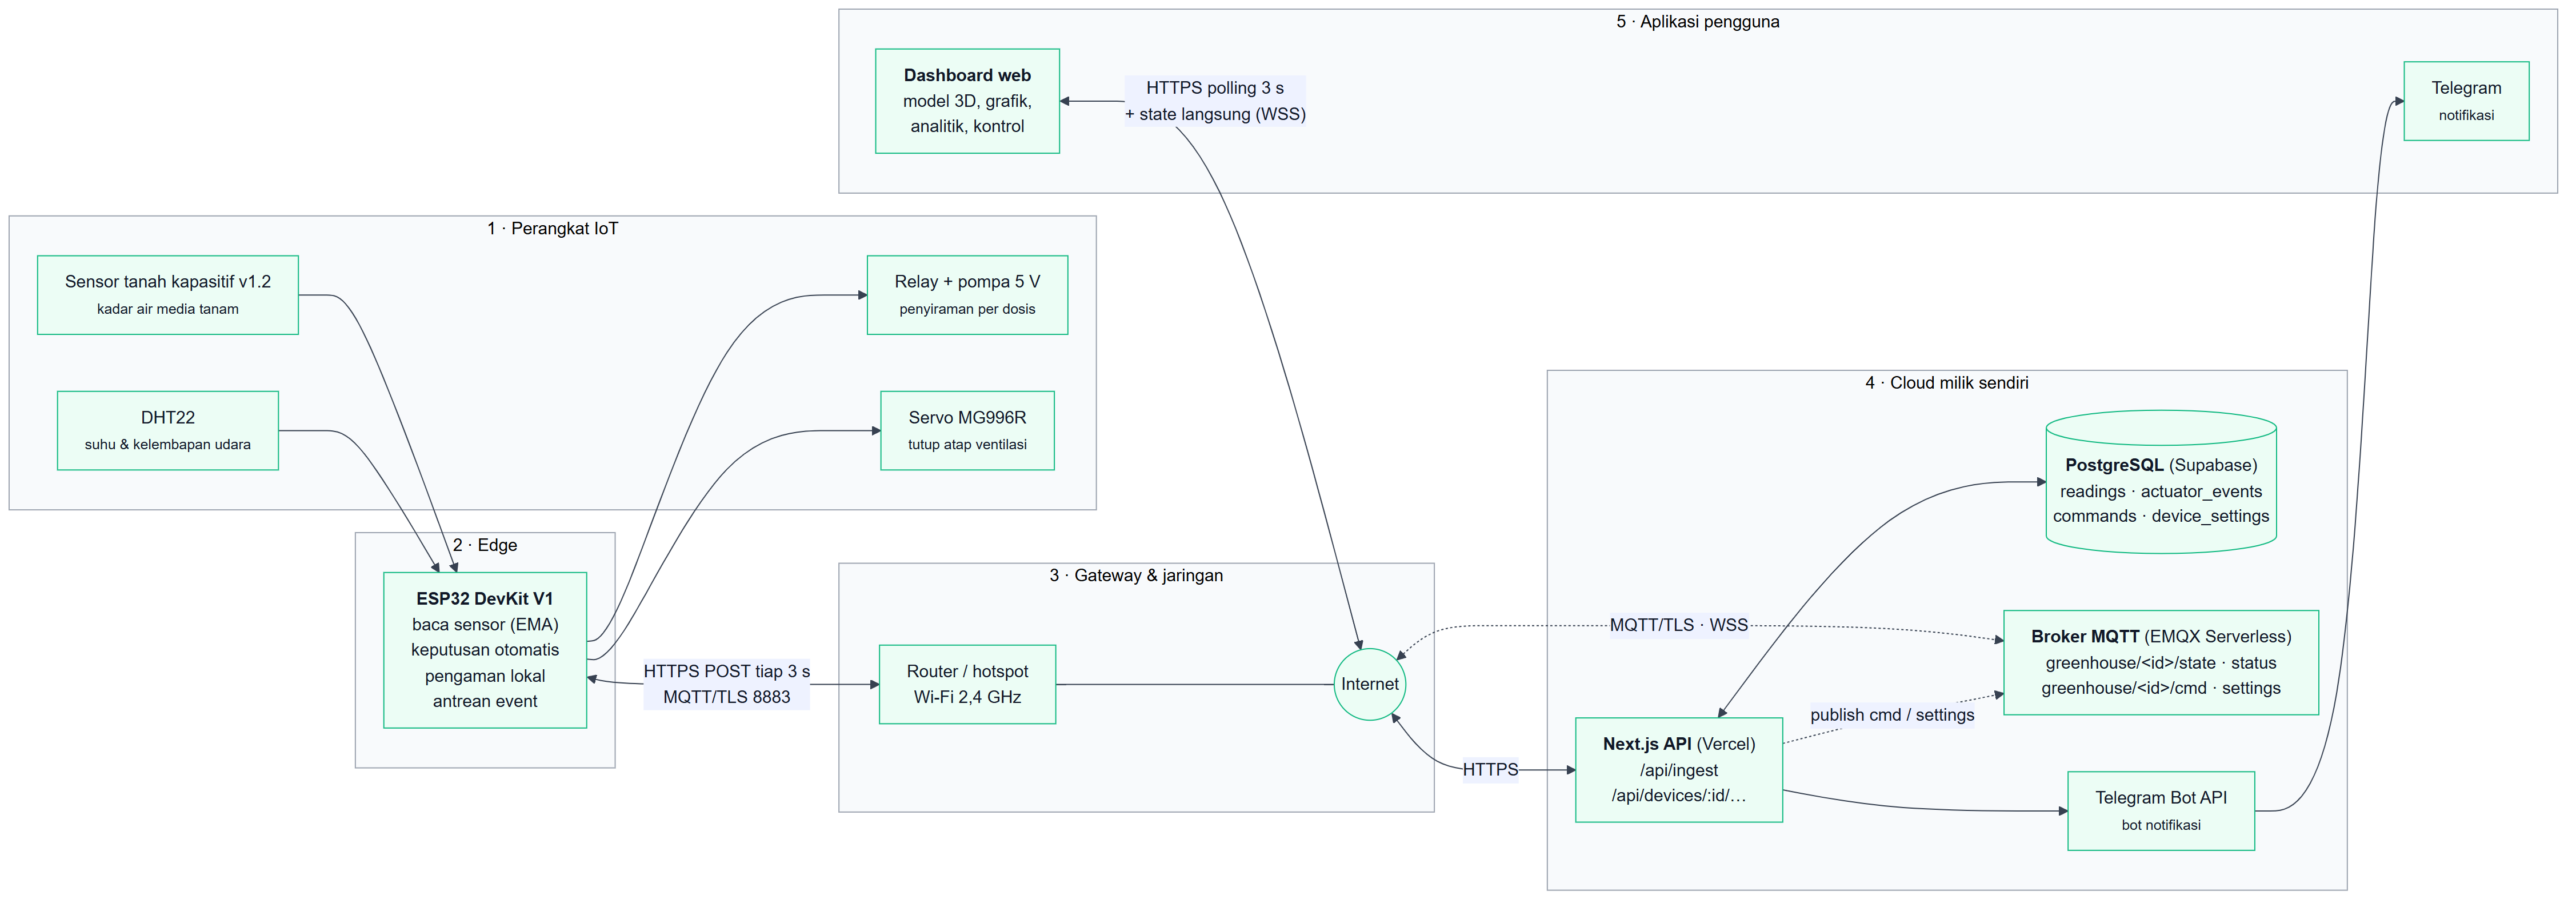 5 · Aplikasi pengguna
Dashboard web
model 3D, grafik,
analitik, kontrol
HTTPS polling 3 s
+ state langsung (WSS)
Telegram
notifikasi
1 · Perangkat IoT
Sensor tanah kapasitif v1.2
kadar air media tanam
Relay + pompa 5 V
penyiraman per dosis
DHT22
suhu & kelembapan udara
Servo MG996R
tutup atap ventilasi
2 · Edge
ESP32 DevKit V1
baca sensor (EMA)
keputusan otomatis
pengaman lokal
antrean event
HTTPS POST tiap 3 s
MQTT/TLS 8883
3 · Gateway & jaringan
Router / hotspot
Wi-Fi 2,4 GHz
Internet
MQTT/TLS · WSS
HTTPS
4 · Cloud milik sendiri
PostgreSQL (Supabase)
readings · actuator_events
commands · device_settings
Broker MQTT (EMQX Serverless)
greenhouse/<id>/state · status
greenhouse/<id>/cmd · settings
publish cmd / settings
Next.js API (Vercel)
/api/ingest
/api/devices/:id/…
Telegram Bot API
bot notifikasi